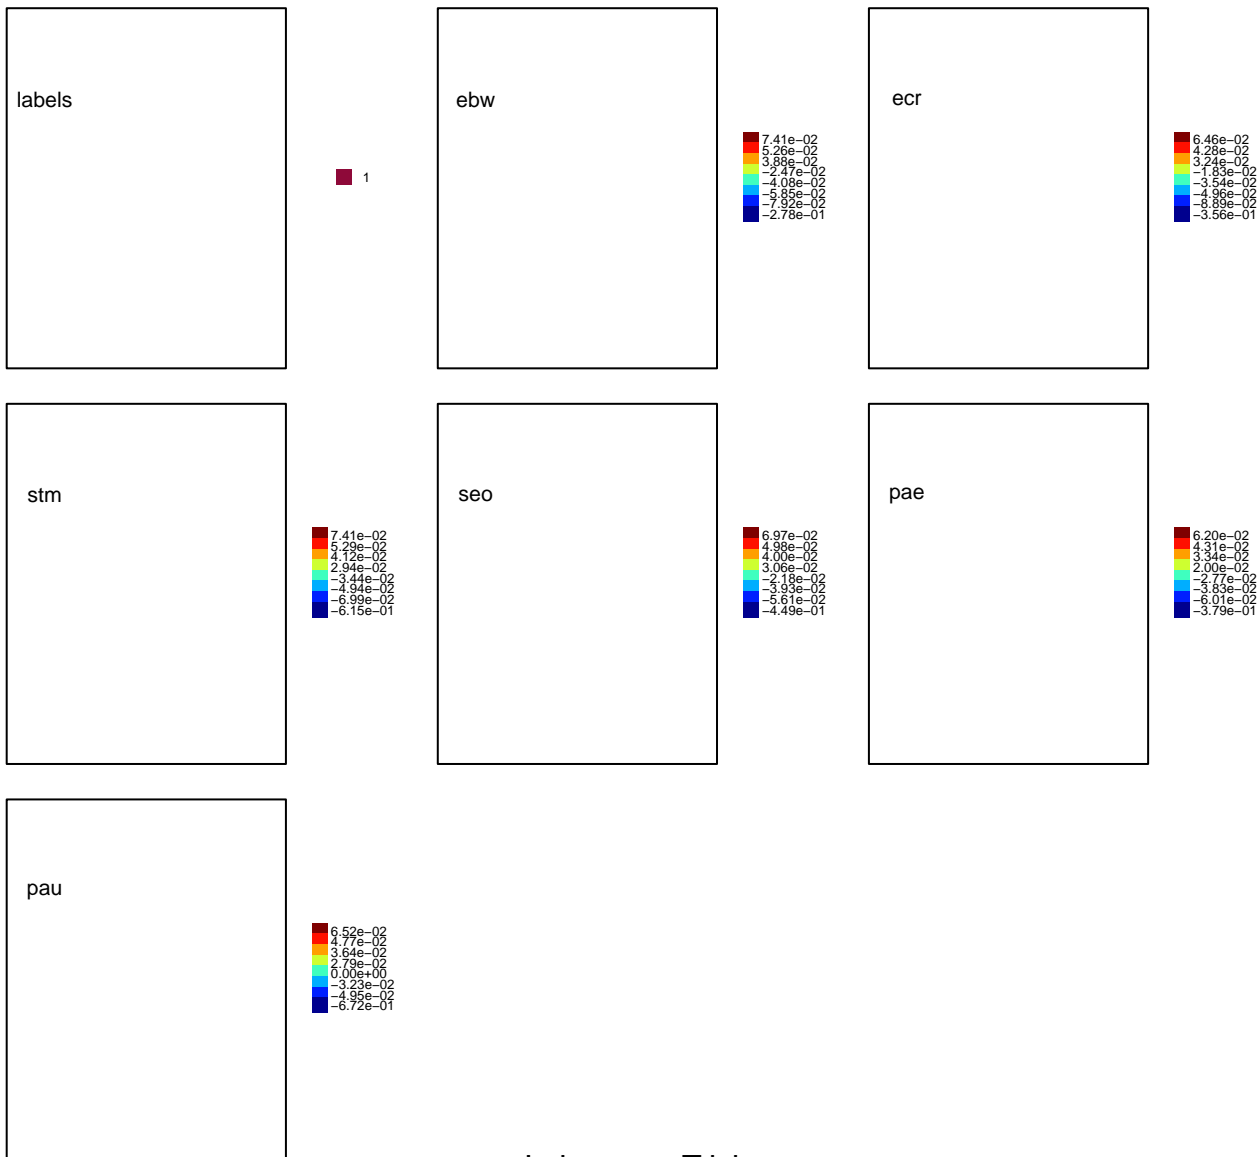 labels
1
ebw
7.41e−02
5.26e−02
3.88e−02
−2.47e−02
−4.08e−02
−5.85e−02
−7.92e−02
−2.78e−01
ecr
6.46e−02
4.28e−02
3.24e−02
−1.83e−02
−3.54e−02
−4.96e−02
−8.89e−02
−3.56e−01
stm
7.41e−02
5.29e−02
4.12e−02
2.94e−02
−3.44e−02
−4.94e−02
−6.99e−02
−6.15e−01
seo
6.97e−02
4.98e−02
4.00e−02
3.06e−02
−2.18e−02
−3.93e−02
−5.61e−02
−4.49e−01
pae
6.20e−02
4.31e−02
3.34e−02
2.00e−02
−2.77e−02
−3.83e−02
−6.01e−02
−3.79e−01
pau
6.52e−02
4.77e−02
3.64e−02
2.79e−02
0.00e+00
−3.23e−02
−4.95e−02
−6.72e−01